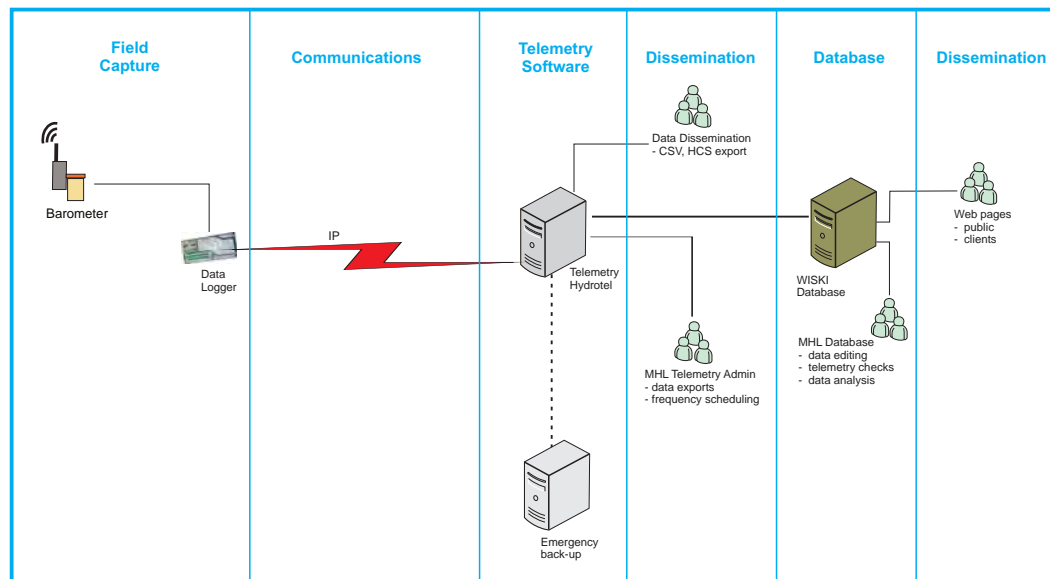 Field
Capture
Communications
Telemetry
Software
Dissemination
Database
Dissemination
Barometer
Data
Logger
IP
Telemetry
Hydrotel
Emergency
back-up
Data Dissemination
- CSV, HCS export
MHL Telemetry Admin
- data exports
- frequency scheduling
WISKI
Database
MHL Database
- data editing
- telemetry checks
- data analysis
Web pages
- public
- clients